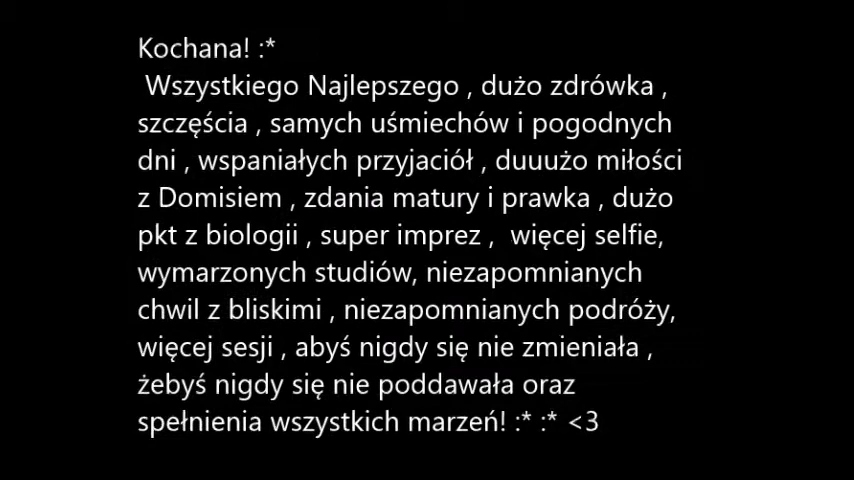 Kochana! :*
Wszystkiego Najlepszego , dużo zdrówka ,
szczęścia , samych uśmiechów i pogodnych
dni , wspaniałych przyjaciół , duuużo miłości
z Domisiem , zdania matury i prawka , dużo
pkt z biologii , super imprez ,  więcej selfie,
wymarzonych studiów, niezapomnianych
chwil z bliskimi , niezapomnianych podróży,
więcej sesji , abyś nigdy się nie zmieniała ,
żebyś nigdy się nie poddawała oraz
spełnienia wszystkich marzeń! :* :* <3